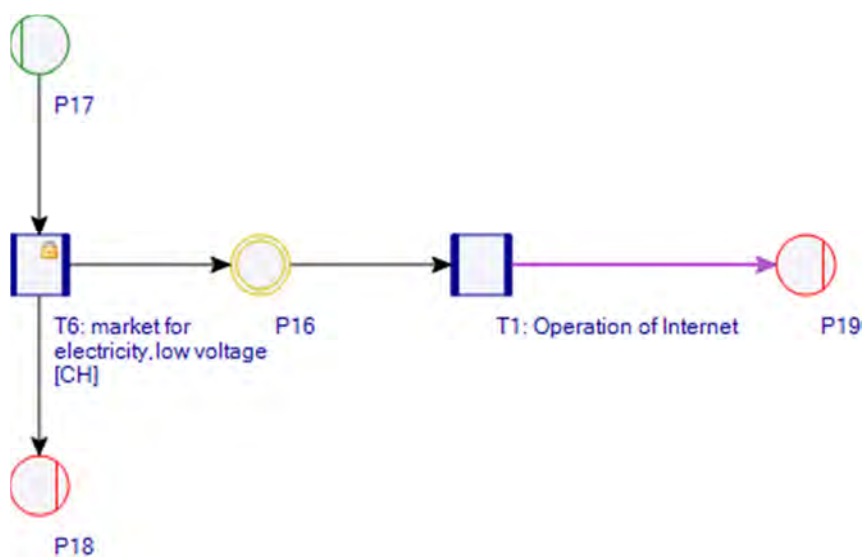 P17
T6: market for
electricity, low voltage
[CH]
P16
T1: Operation of Internet
P19
P18